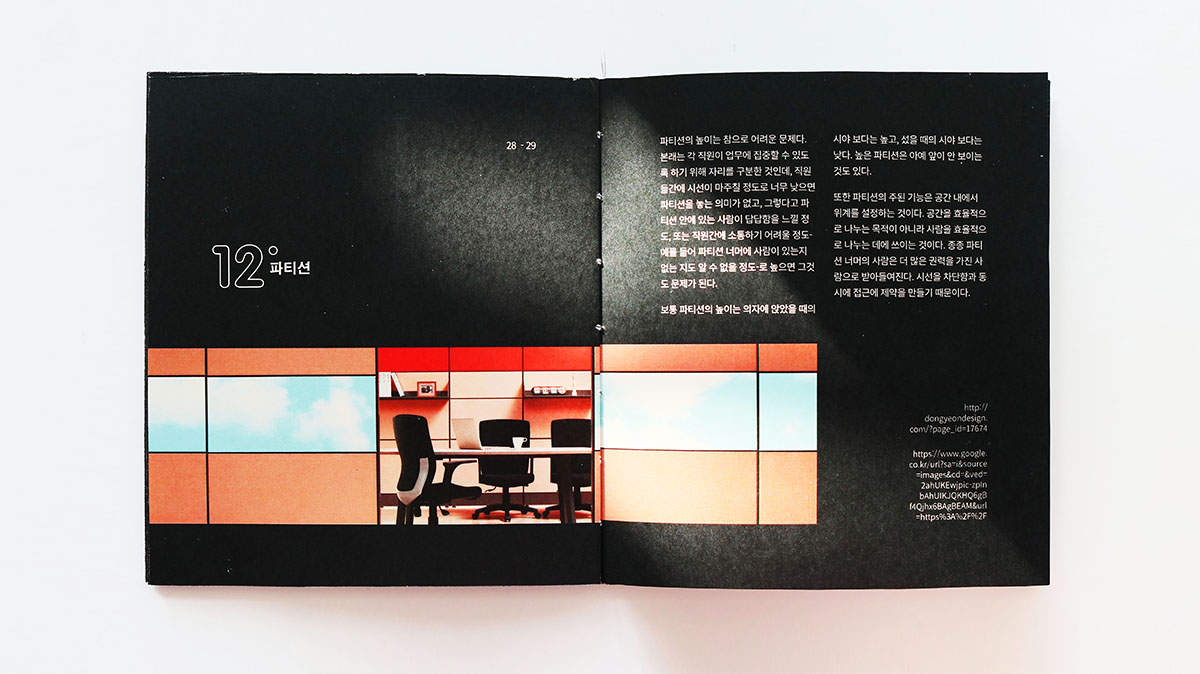 28 - 29
12°
파티션
파티션의 높이는 참으로 어려운 문제다.
본래는 각 직원이 업무에 집중할 수 있도
록 하기 위해 자리를 구분한 것인데, 직원
들간에 시선이 마주칠 정도로 너무 낮으면
파티션을 놓는 의미가 없고, 그렇다고 파
티션 안에 있는 사람이 답답함을 느낄 정
도, 또는 직원간에 소통하기 어려울 정도-
예를 들어 파티션 너머에 사람이 있는지
없는 지도 알 수 없을 정도-로 높으면 그것
도 문제가 된다.
보통 파티션의 높이는 의자에 앉았을 때의
시야 보다는 높고, 섰을 때의 시야 보다는
낮다. 높은 파티션은 아예 앞이 안 보이는
것도 있다.
또한 파티션의 주된 기능은 공간 내에서
위계를 설정하는 것이다. 공간을 효율적으
로 나누는 목적이 아니라 사람을 효율적으
로 나누는 데에 쓰이는 것이다. 종종 파티
션 너머의 사람은 더 많은 권력을 가진 사
람으로 받아들여진다. 시선을 차단함과 동
시에 접근에 제약을 만들기 때문이다.
http://
dongyeondesign.
com/?page_id=17674
https://www.google.
co.kr/url?sa=i&source
=images&cd=&ved=
2ahUKEwjpic-zpIn
bAhUIKJQKHQ6gB
f4Qjhx6BAgBEAM&url
=https%3A%2F%2F